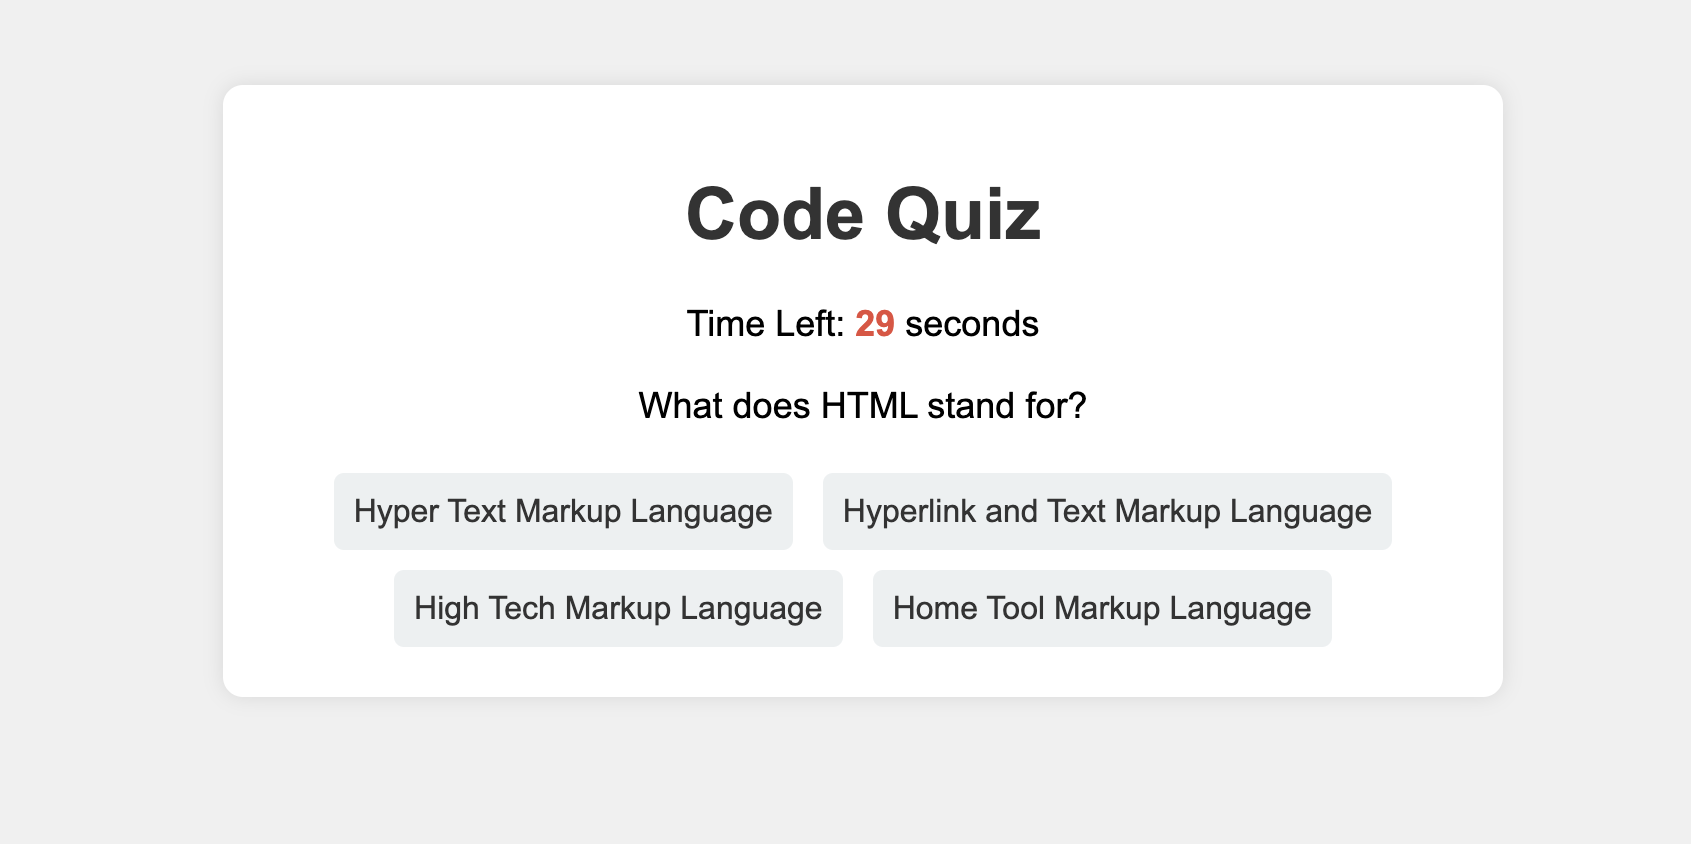 Code Quiz
Time Left: 29 seconds
What does HTML stand for?
Hyper Text Markup Language
Hyperlink and Text Markup Language
High Tech Markup Language
Home Tool Markup Language